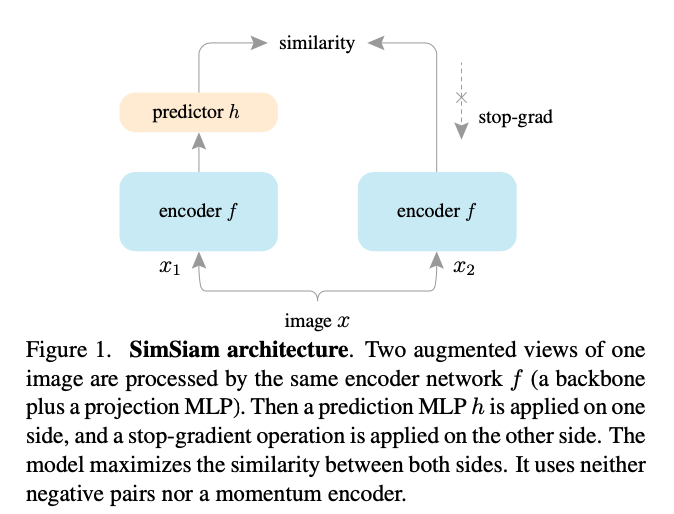 similarity
predictor h
stop-grad
encoder f
encoder f
x1
x2
image x
Figure 1. SimSiam architecture. Two augmented views of one
image are processed by the same encoder network f (a backbone
plus a projection MLP). Then a prediction MLP h is applied on one
side, and a stop-gradient operation is applied on the other side. The
model maximizes the similarity between both sides. It uses neither
negative pairs nor a momentum encoder.